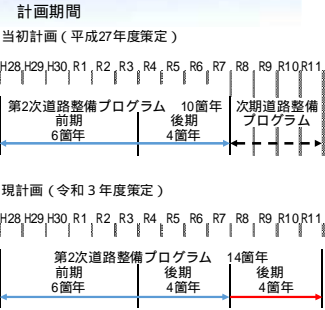 計画期間
当初計画（平成27年度策定）
H28 H29 H30 R1 R2 R3 R4 R5 R6 R7 R8 R9 R10 R11
第2次道路整備プログラム 10箇年 次期道路整備
前期 後期 プログラム
6箇年 4箇年
現計画（令和３年度策定）
H28 H29 H30 R1 R2 R3 R4 R5 R6 R7 R8 R9 R10 R11
第2次道路整備プログラム 14箇年
前期 後期 後期
6箇年 4箇年 4箇年